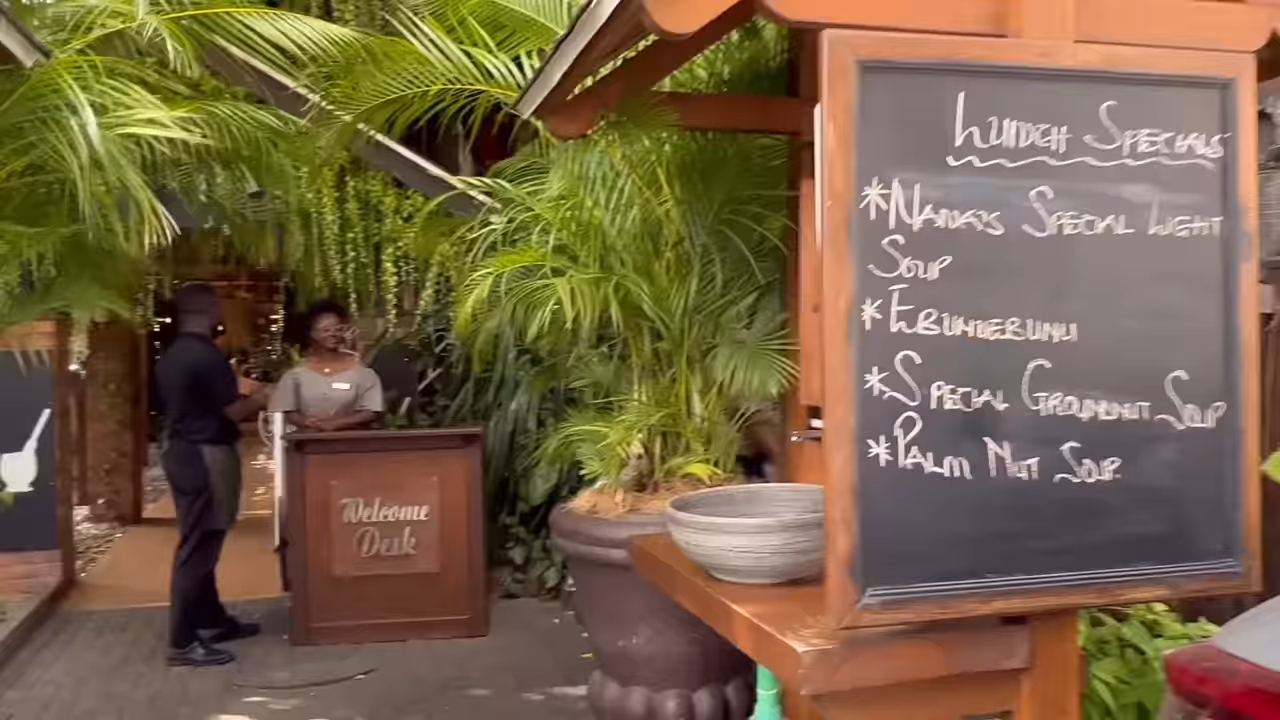 Lunch Specials
*Nana's Special Light
Soup
*Ebunuebunu
*Special Groundnut Soup
*Palm Nut Soup
Welcome
Desk